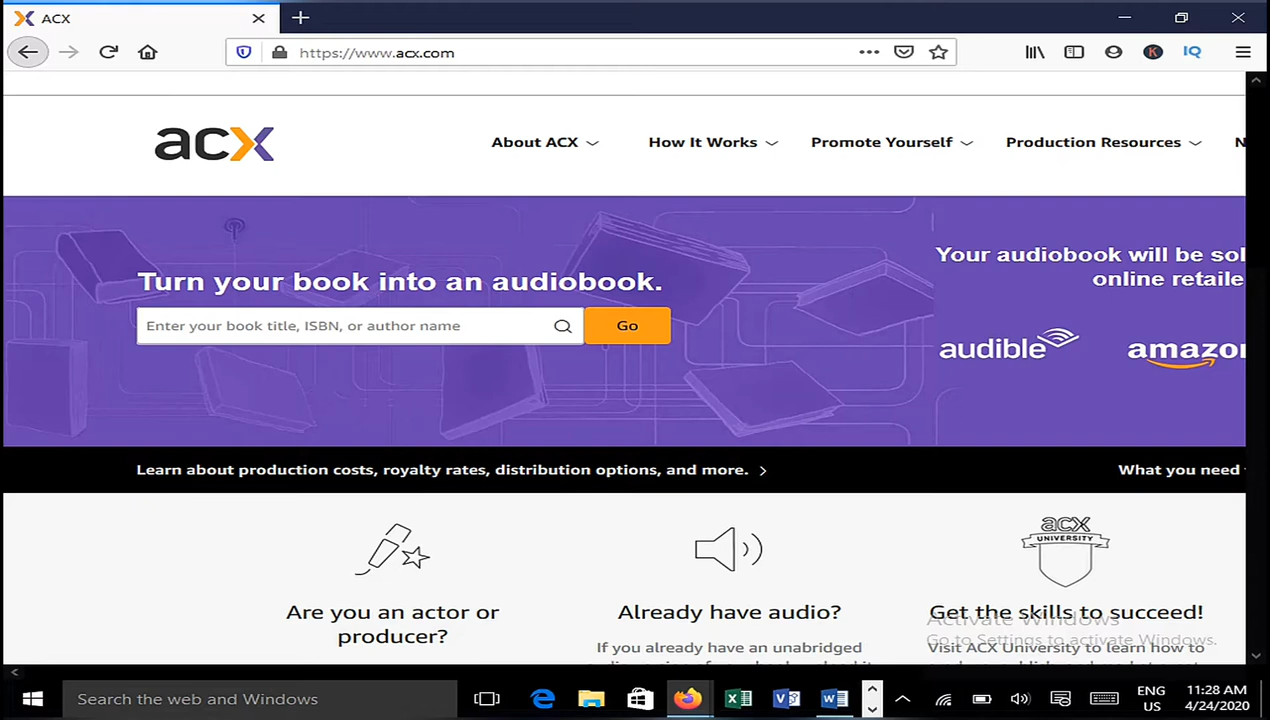 ACX
https://www.acx.com
IQ
acx
About ACX
How It Works
Promote Yourself
Production Resources
N
Turn your book into an audiobook.
Enter your book title, ISBN, or author name
Go
Your audiobook will be sol
online retaile
audible
amazo
Learn about production costs, royalty rates, distribution options, and more.
What you need
Are you an actor or
producer?
Already have audio?
If you already have an unabridged
acx
UNIVERSITY
Get the skills to succeed!
Visit ACX University to learn how to
Activate Windows
Go to Settings to activate Windows.
Search the web and Windows
ENG
US
11:28 AM
4/24/2020